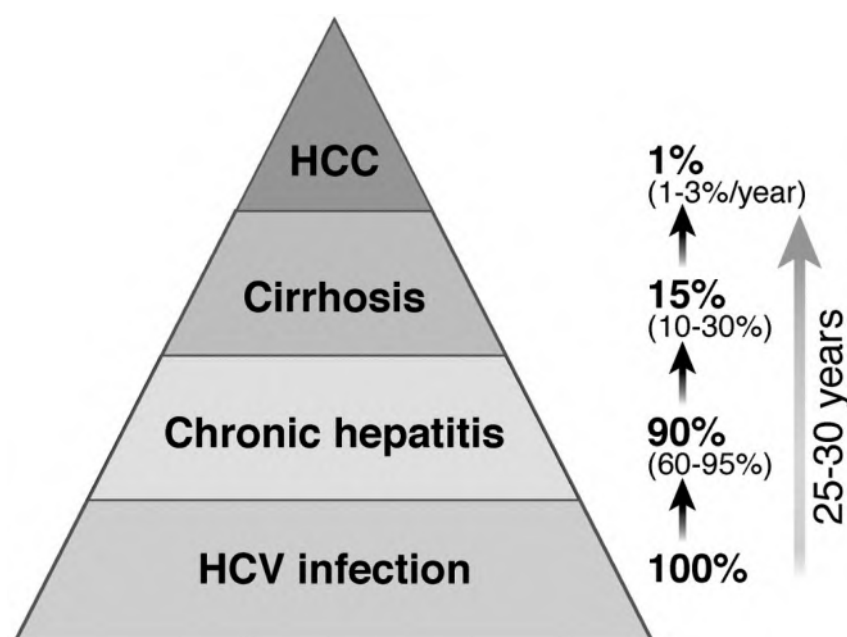 HCC
1%
(1-3%/year)
Cirrhosis
15%
(10-30%)
Chronic hepatitis
90%
(60-95%)
HCV infection
100%
25-30 years